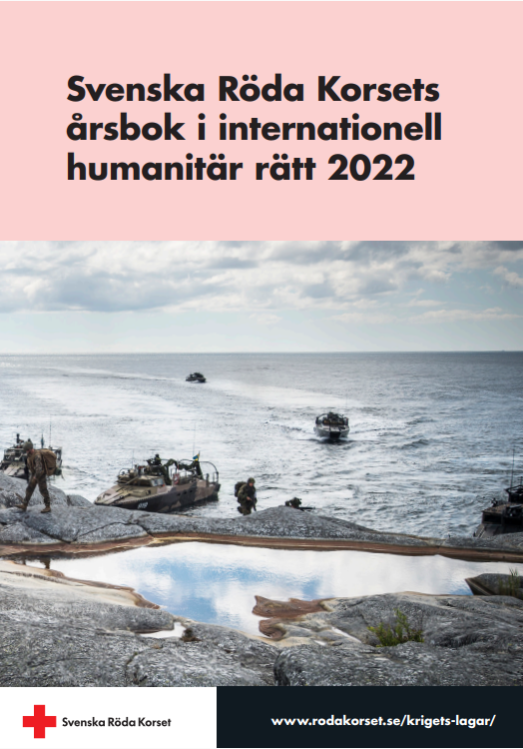 Svenska Röda Korsets
årsbok i internationell
humanitär rätt 2022
Svenska Röda Korset
www.rodakorset.se/krigets-lagar/